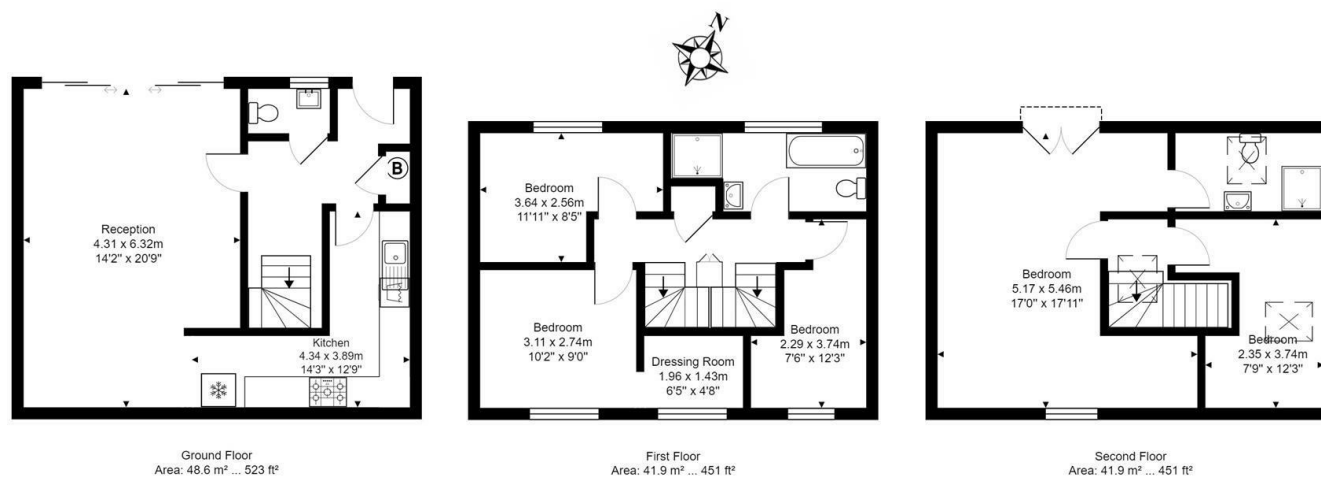 N
B
Reception
4.31 x 6.32m
14'2" x 20'9"
Kitchen
4.34 x 3.89m
14'3" x 12'9"
Ground Floor
Area: 48.6 m² ... 523 ft²
Bedroom
3.64 x 2.56m
11'11" x 8'5"
Bedroom
3.11 x 2.74m
10'2" x 9'0"
Dressing Room
1.96 x 1.43m
6'5" x 4'8"
Bedroom
2.29 x 3.74m
7'6" x 12'3"
First Floor
Area: 41.9 m² ... 451 ft²
Bedroom
5.17 x 5.46m
17'0" x 17'11"
Bedroom
2.35 x 3.74m
7'9" x 12'3"
Second Floor
Area: 41.9 m² ... 451 ft²